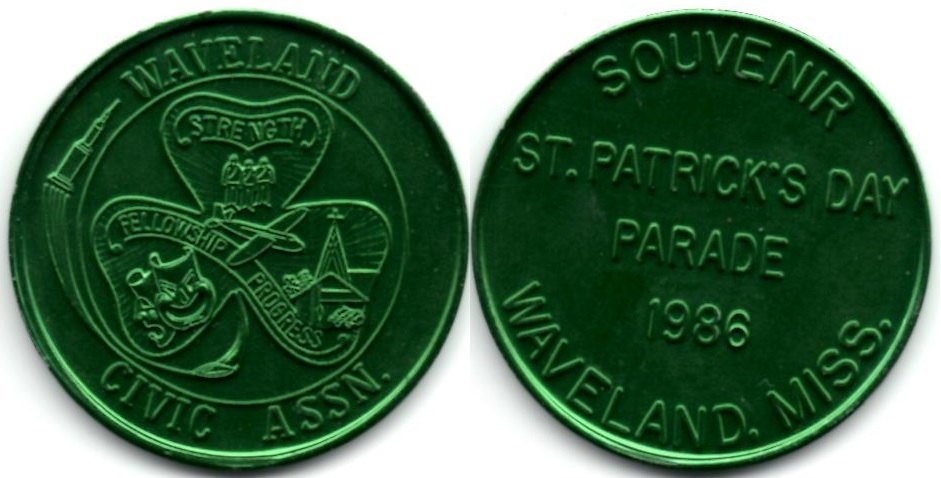 WAVELAND
STRENGTH
FELLOWSHIP
PROGRESS
CIVIC ASSN.
SOUVENIR
ST. PATRICK'S DAY
PARADE
1986
WAVELAND, MISS.